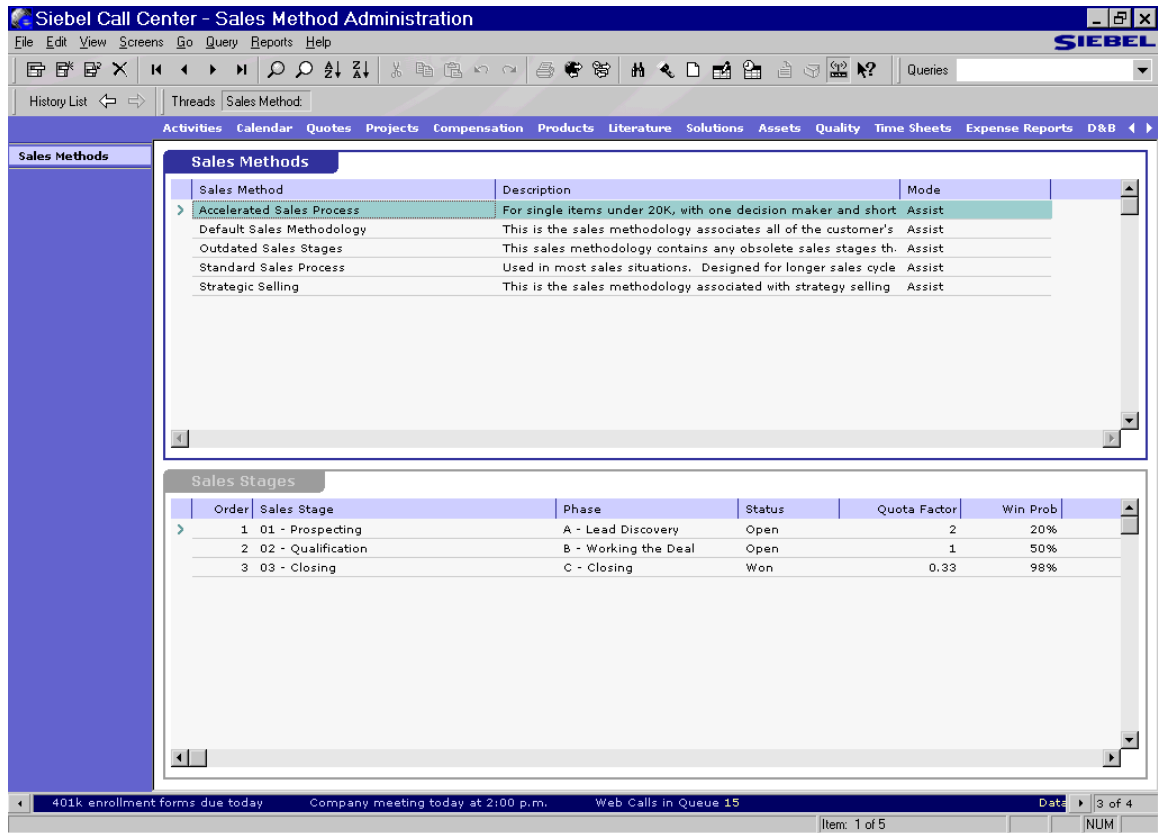 Siebel Call Center - Sales Method Administration
File Edit View Screens Go Query Reports Help
SIEBEL
Queries
History List Threads Sales Method:
Activities Calendar Quotes Projects Compensation Products Literature Solutions Assets Quality Time Sheets Expense Reports D&B
Sales Methods
Sales Methods
Sales Method Description Mode
Accelerated Sales Process For single items under 20K, with one decision maker and short Assist
Default Sales Methodology This is the sales methodology associates all of the customer's Assist
Outdated Sales Stages This sales methodology contains any obsolete sales stages th. Assist
Standard Sales Process Used in most sales situations. Designed for longer sales cycle Assist
Strategic Selling This is the sales methodology associated with strategy selling Assist
Sales Stages
Order Sales Stage Phase Status Quota Factor Win Prob
1 01 - Prospecting A - Lead Discovery Open 2 20%
2 02 - Qualification B - Working the Deal Open 1 50%
3 03 - Closing C - Closing Won 0.33 98%
401k enrollment forms due today Company meeting today at 2:00 p.m. Web Calls in Queue 15 Data 3 of 4
Item: 1 of 5 NUM